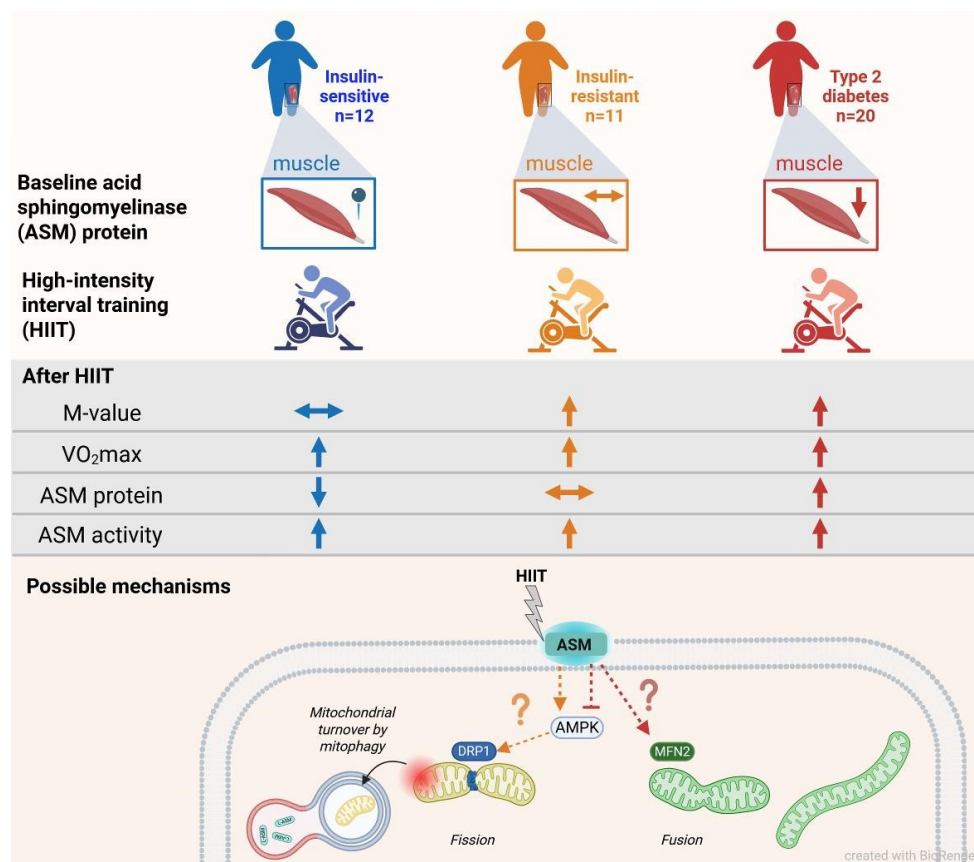 Insulin-
sensitive
n=12
Insulin-
resistant
n=11
Type 2
diabetes
n=20
muscle
muscle
muscle
Baseline acid
sphingomyelinase
(ASM) protein
High-intensity
interval training
(HIIT)
After HIIT
M-value
VO₂max
ASM protein
ASM activity
Possible mechanisms
HIIT
ASM
?
?
AMPK
Mitochondrial
turnover by
mitophagy
DRP1
MFN2
Fission
Fusion
created with BioRende